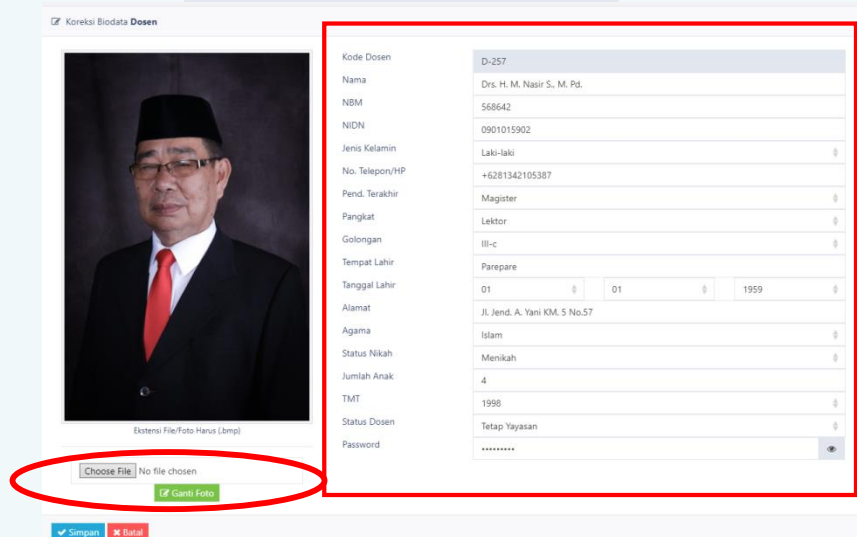 Koreksi Biodata Dosen
Kode Dosen D-257
Nama Drs. H. M. Nasir S., M. Pd.
NBM 568642
NIDN 0901015902
Jenis Kelamin Laki-laki
No. Telepon/HP +6281342105387
Pend. Terakhir Magister
Pangkat Lektor
Golongan III-c
Tempat Lahir Parepare
Tanggal Lahir 01 01 1959
Alamat Jl. Jend. A. Yani KM. 5 No.57
Agama Islam
Status Nikah Menikah
Jumlah Anak 4
TMT 1998
Status Dosen Tetap Yayasan
Password •••••••••
Ekstensi File/Foto Harus (.bmp)
Choose File No file chosen
Ganti Foto
Simpan Batal